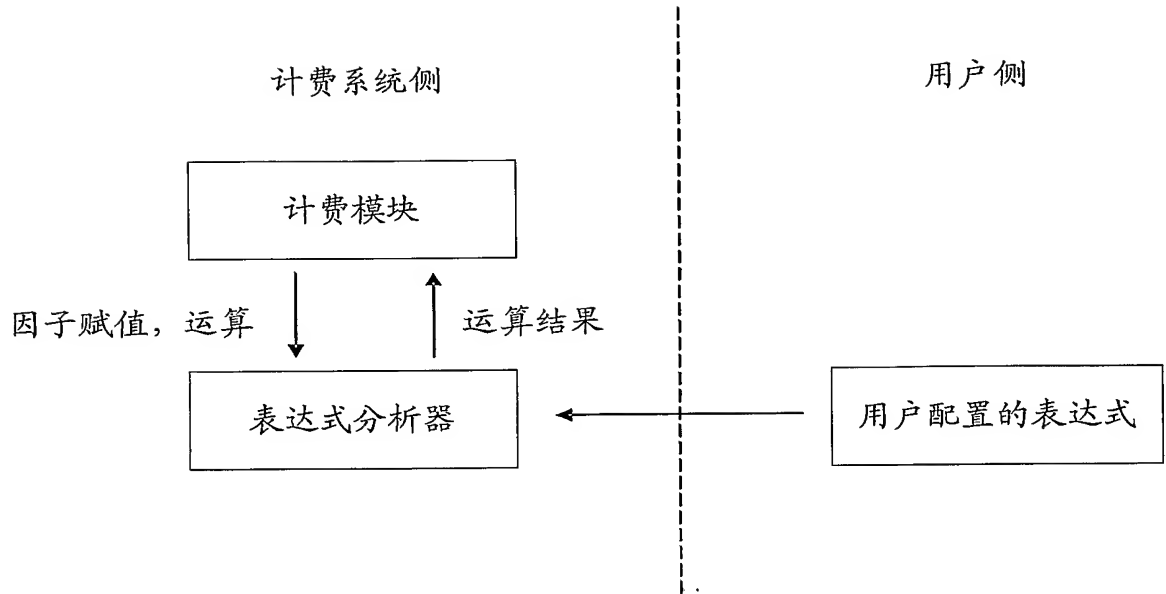 计费系统侧
用户侧
计费模块
因子赋值，运算
运算结果
表达式分析器
用户配置的表达式